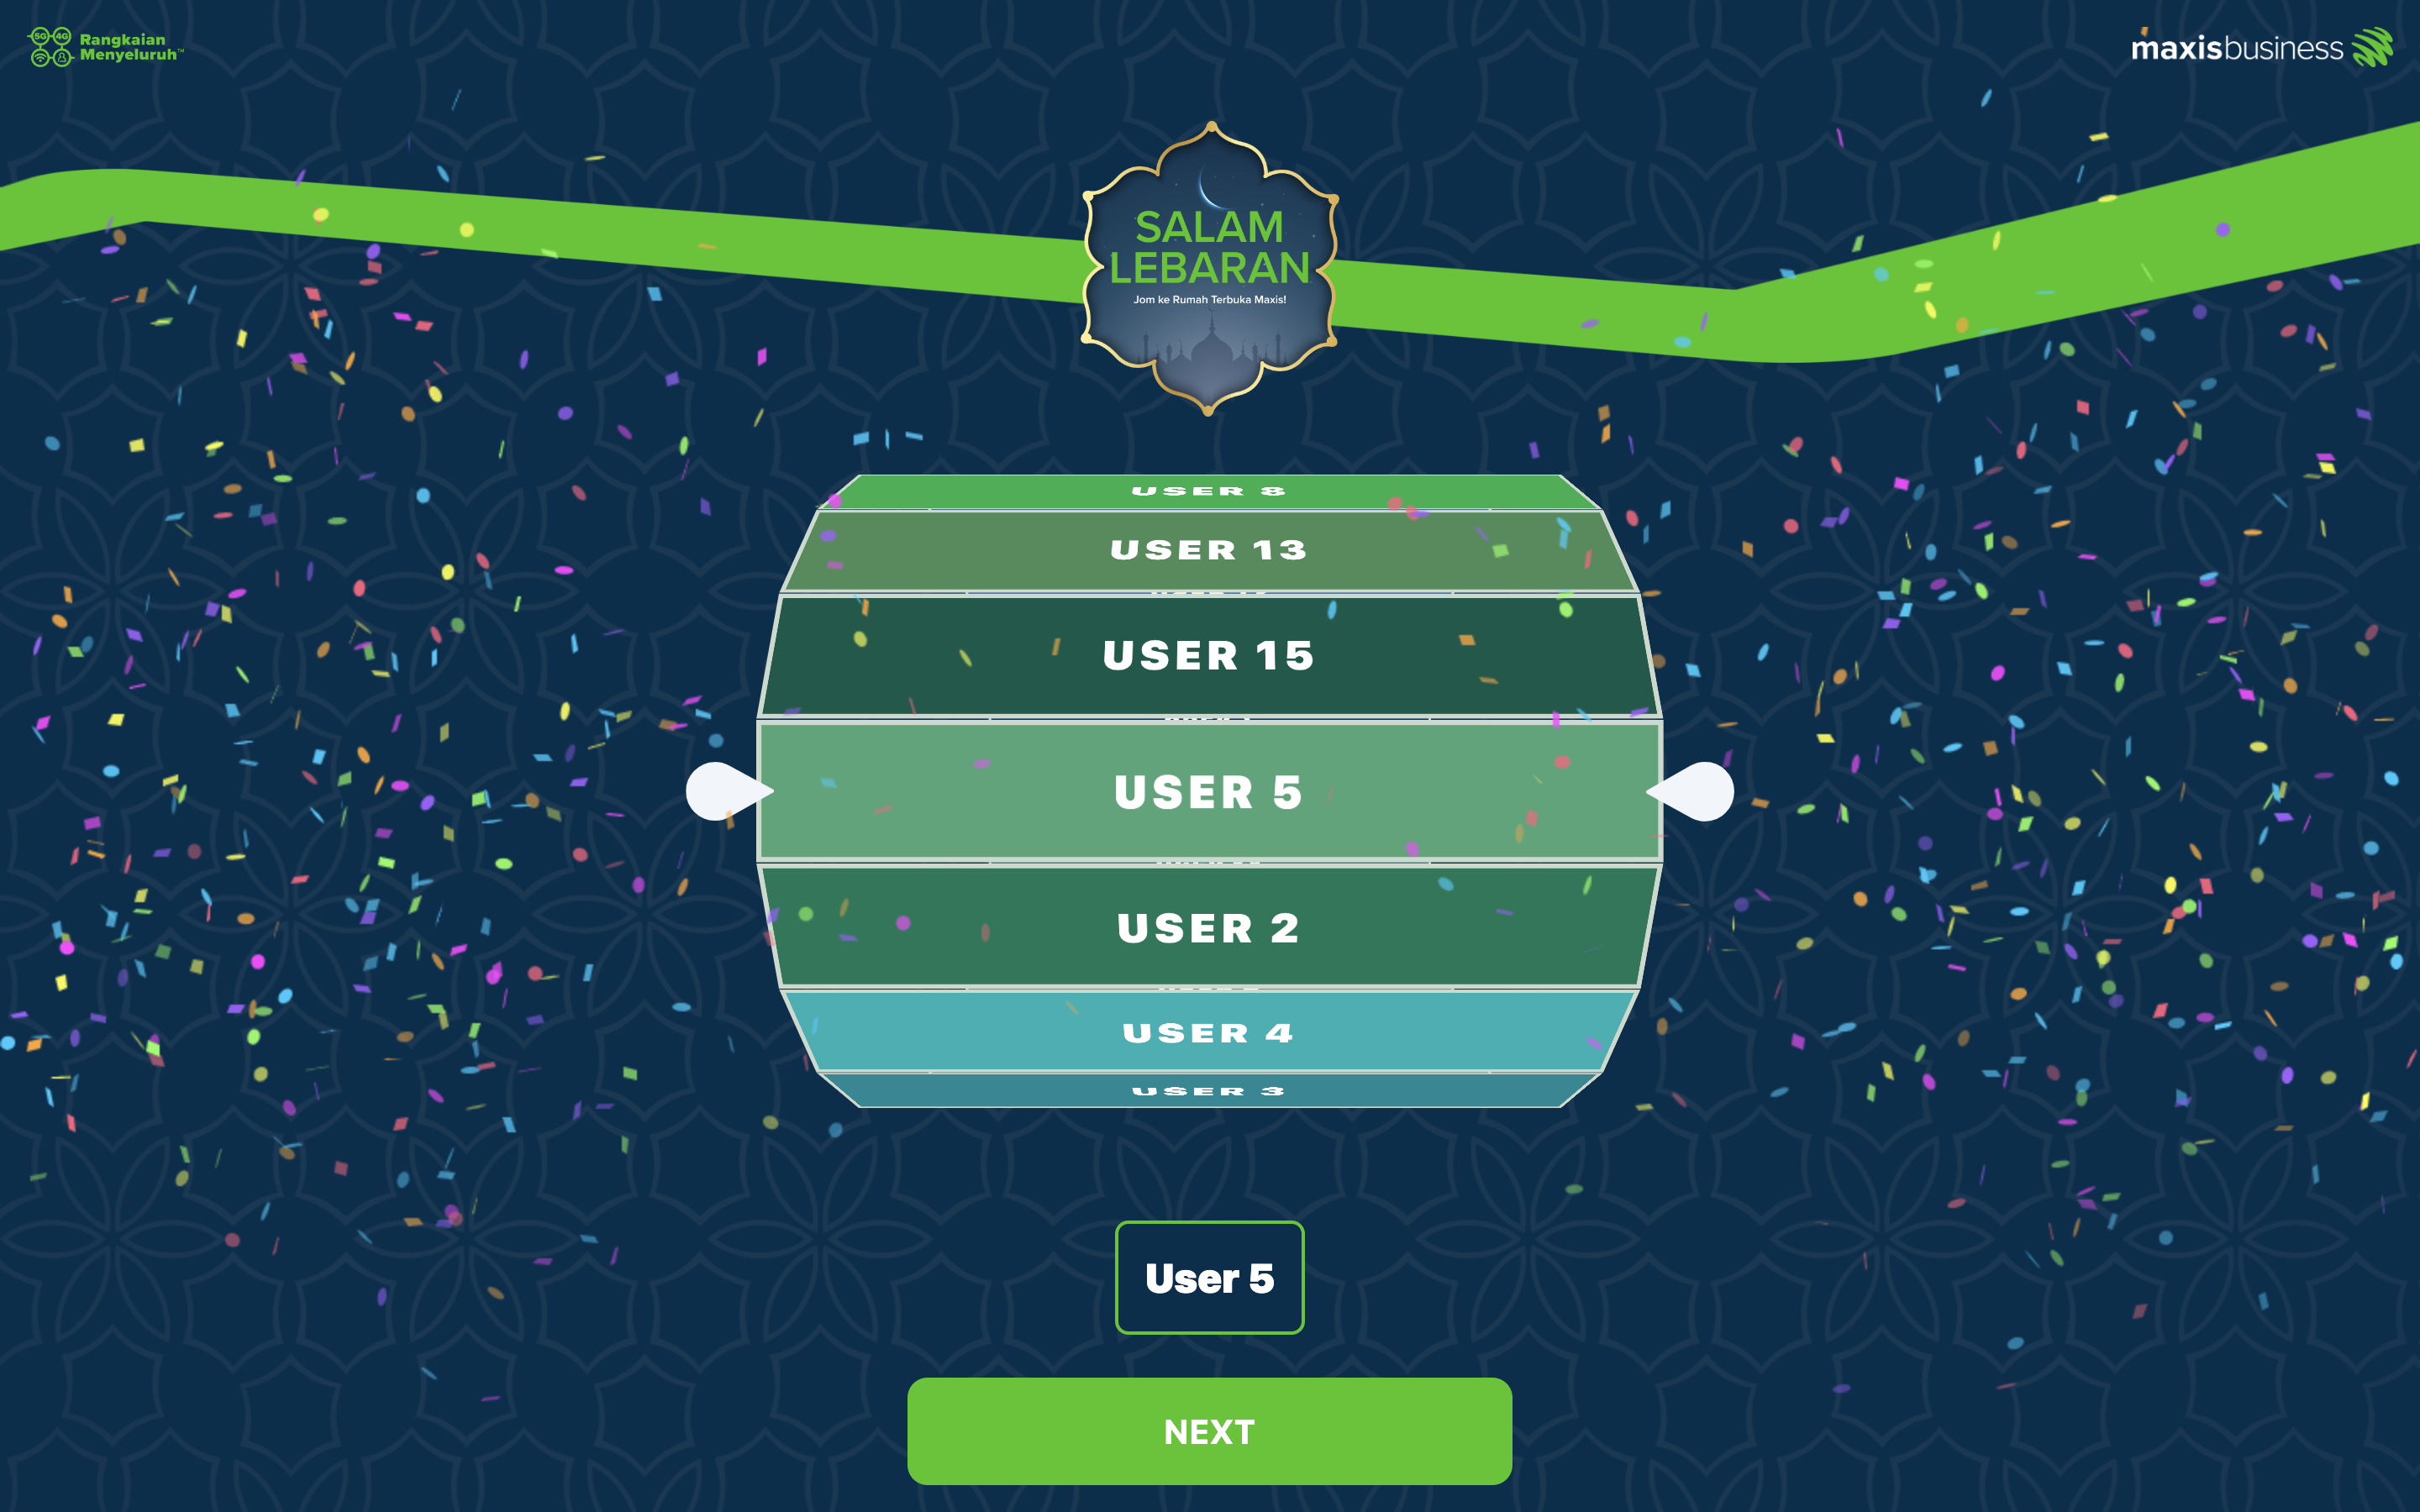 5G 4G
Rangkaian
Menyeluruh™
maxisbusiness
SALAM
LEBARAN
Jom ke Rumah Terbuka Maxis!
USER 8
USER 13
USER 15
USER 5
USER 2
USER 4
USER 3
User 5
NEXT